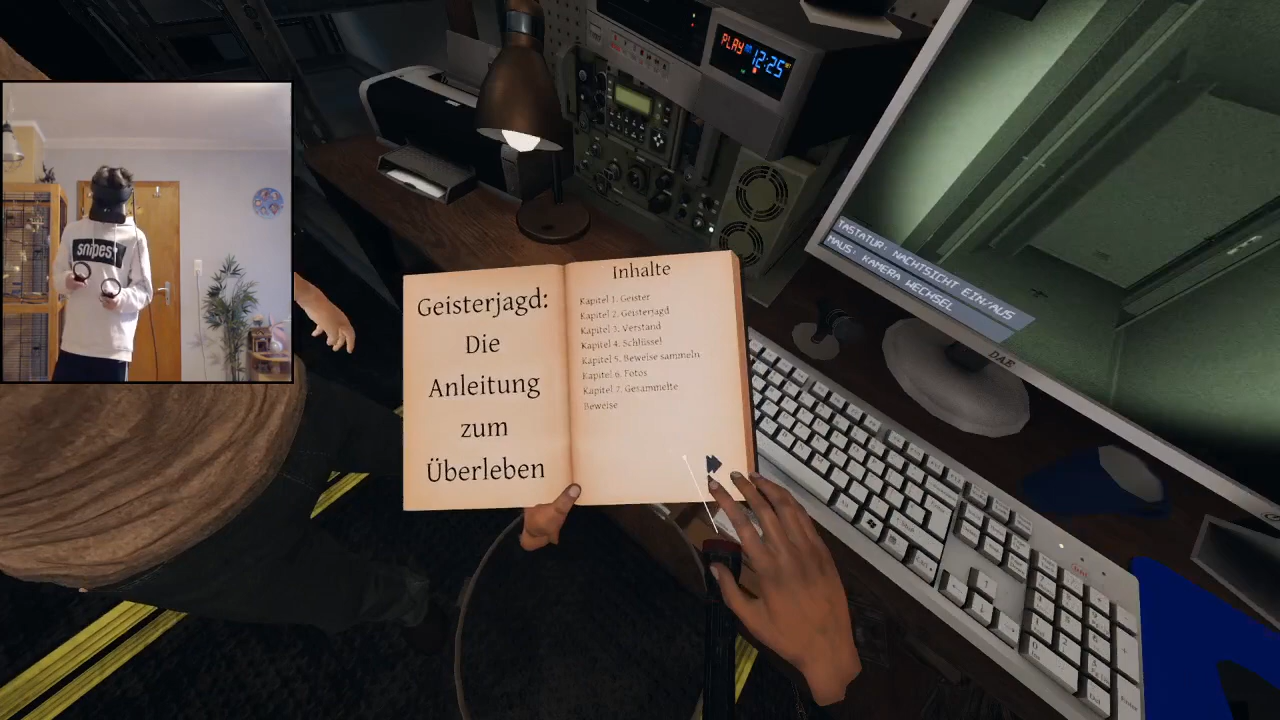 snipes
PLAY 12:25
TASTATUR: NACHTSICHT EIN/AUS
MAUS: KAMERA WECHSEL
DAE
Geisterjagd:
Die
Anleitung
zum
Überleben
Inhalte
Kapitel 1. Geister
Kapitel 2. Geisterjagd
Kapitel 3. Verstand
Kapitel 4. Schlüssel
Kapitel 5. Beweise sammeln
Kapitel 6. Fotos
Kapitel 7. Gesammelte
Beweise